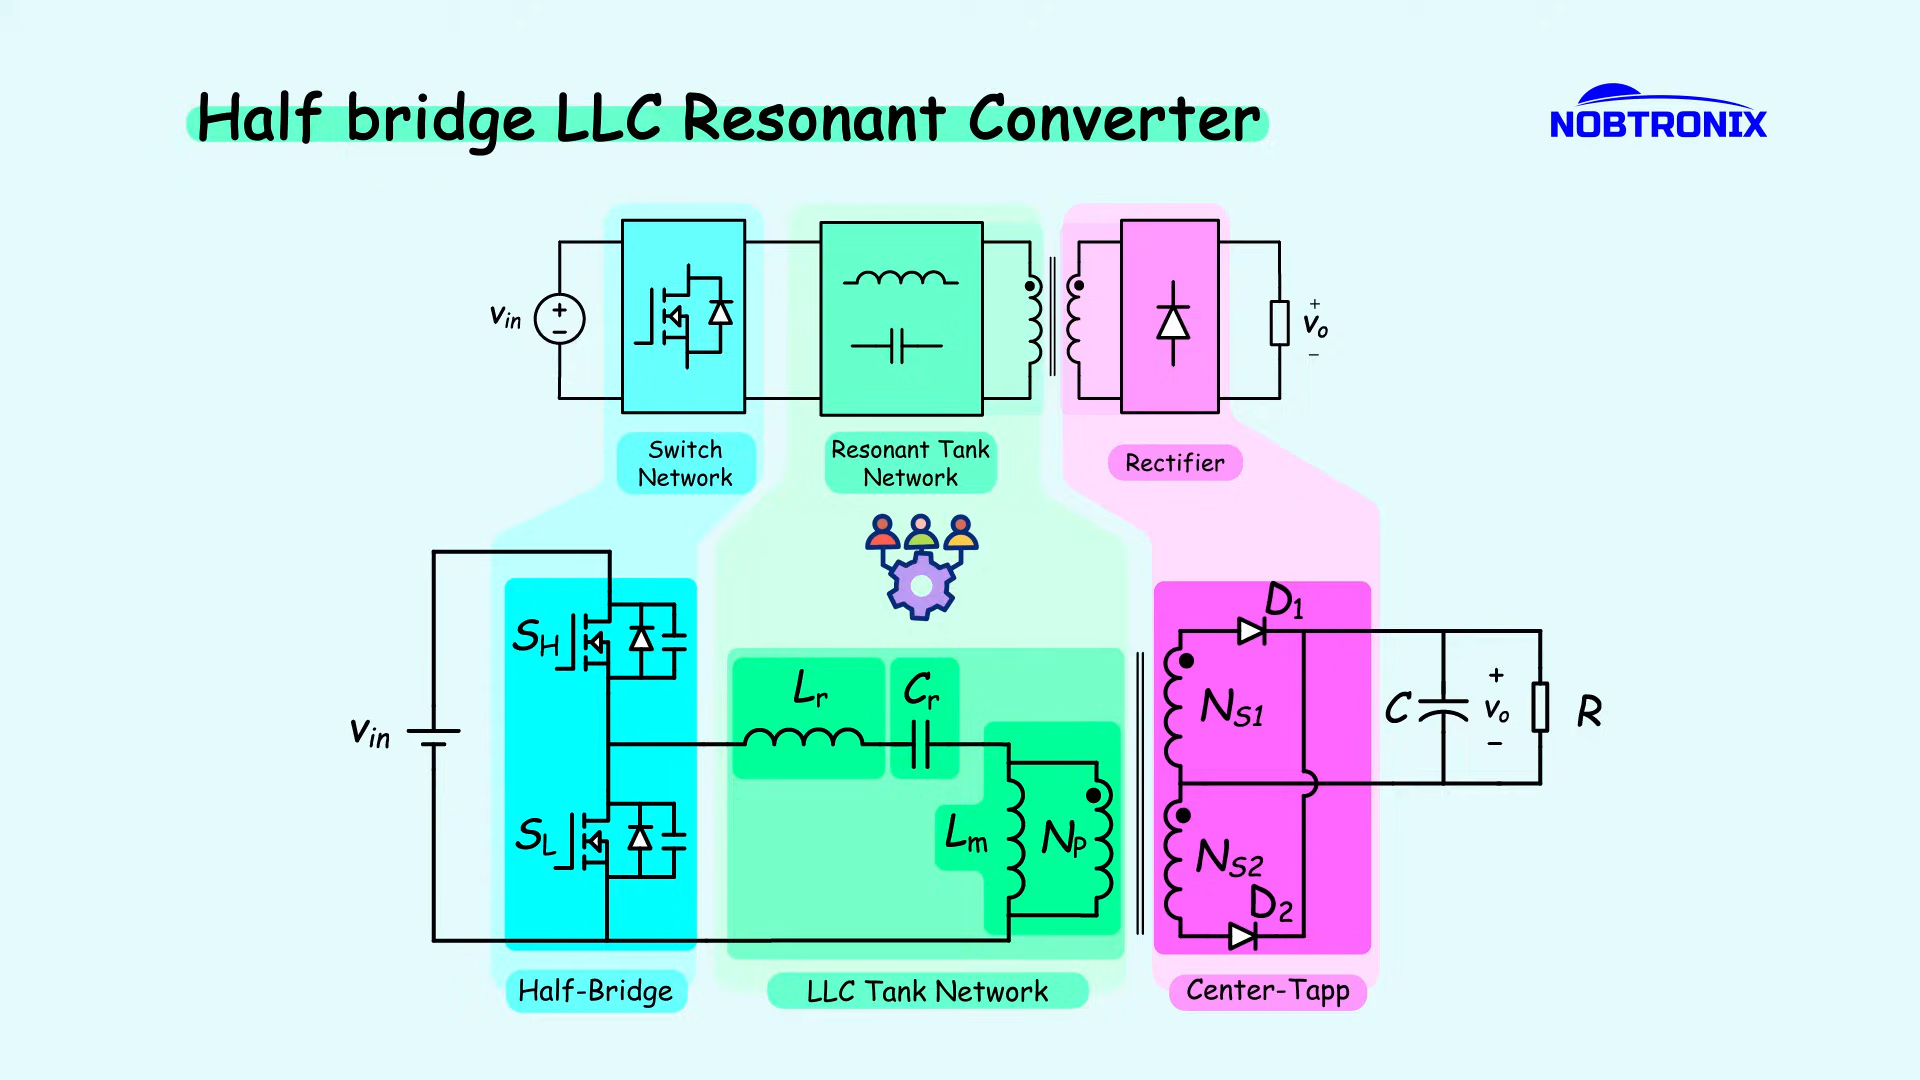 Half bridge LLC Resonant Converter
NOBTRONIX
vin
+
−
+
vo
−
Switch
Network
Resonant Tank
Network
Rectifier
SH
Lr
Cr
D1
NS1
C
+
vo
−
R
vin
SL
Lm
NP
NS2
D2
Half-Bridge
LLC Tank Network
Center-Tapp